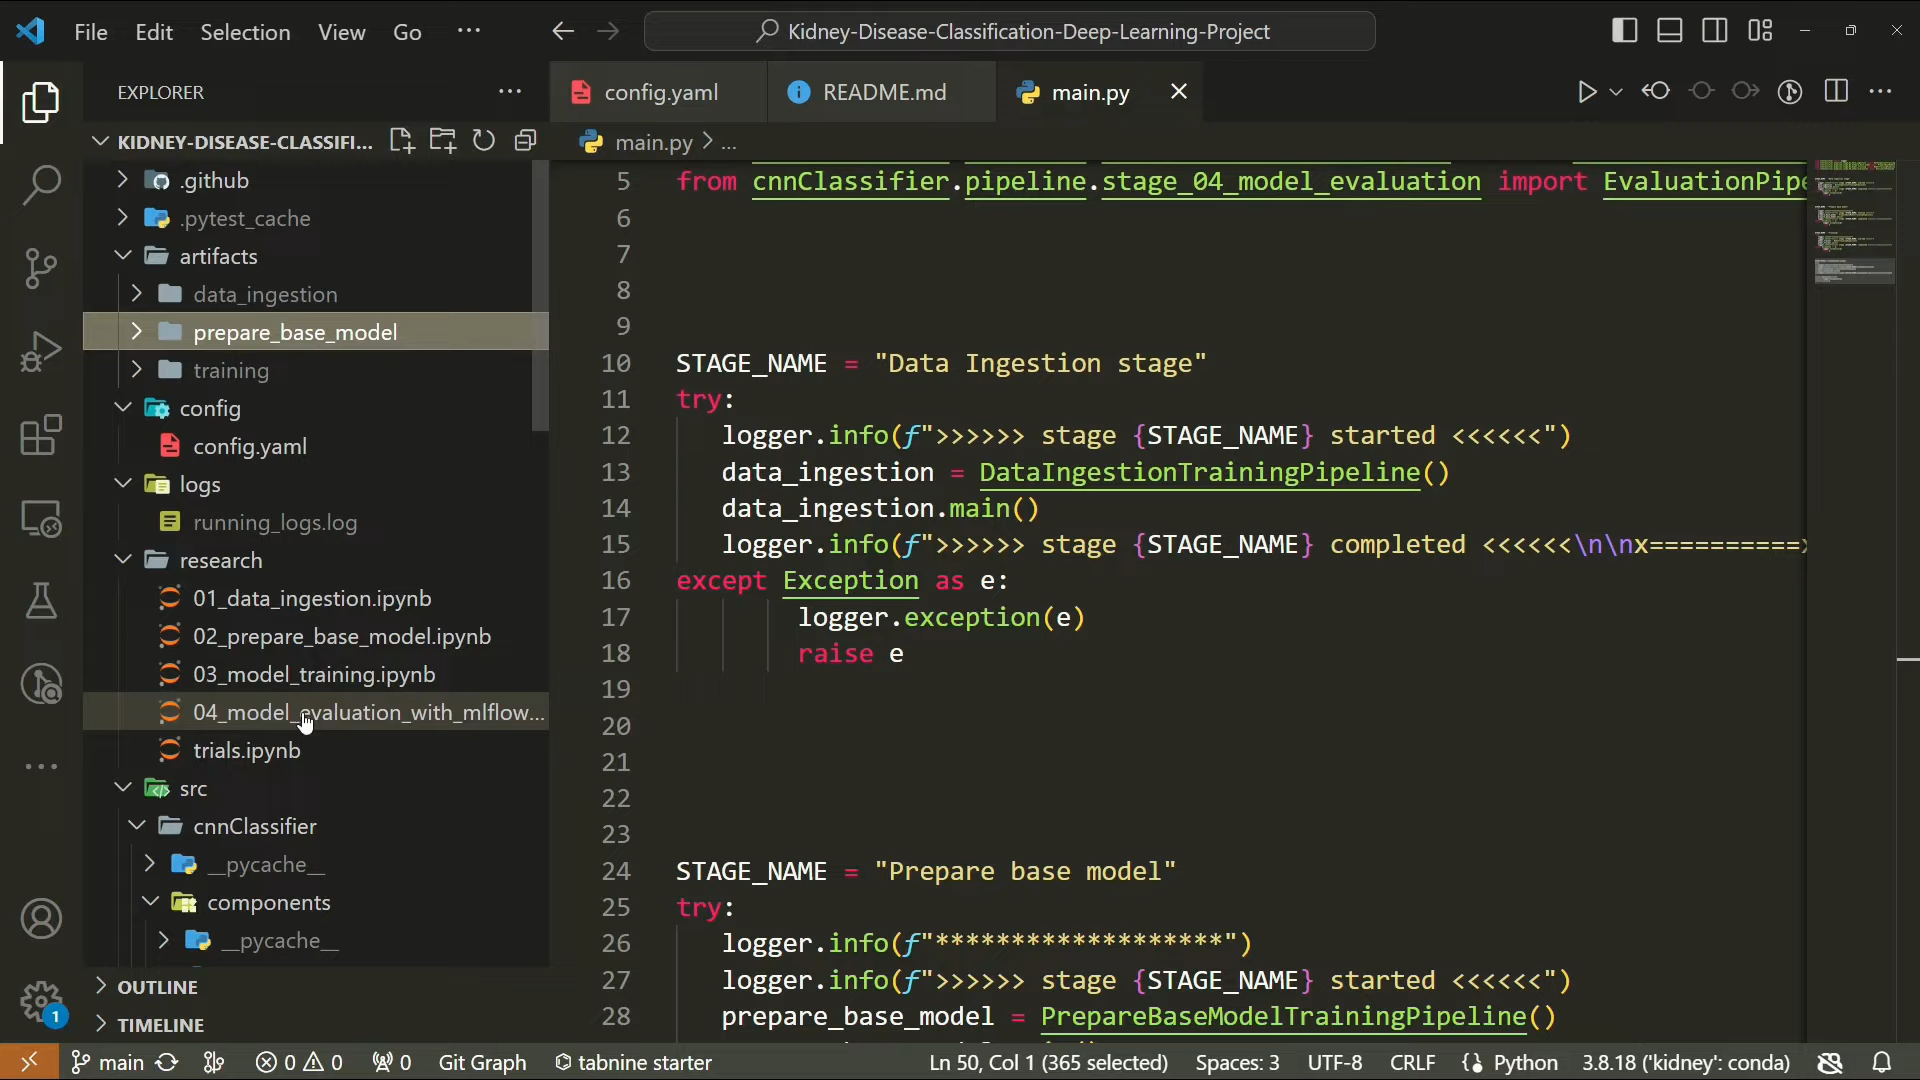 File Edit Selection View Go ...
Kidney-Disease-Classification-Deep-Learning-Project
EXPLORER
KIDNEY-DISEASE-CLASSIFI...
.github
.pytest_cache
artifacts
data_ingestion
prepare_base_model
training
config
config.yaml
logs
running_logs.log
research
01_data_ingestion.ipynb
02_prepare_base_model.ipynb
03_model_training.ipynb
04_model_evaluation_with_mlflow...
trials.ipynb
src
cnnClassifier
__pycache__
components
__pycache__
OUTLINE
TIMELINE
config.yaml README.md main.py
main.py > ...
5 from cnnClassifier.pipeline.stage_04_model_evaluation import EvaluationPipe
6
7
8
9
10 STAGE_NAME = "Data Ingestion stage"
11 try:
12 logger.info(f">>>>>> stage {STAGE_NAME} started <<<<<<")
13 data_ingestion = DataIngestionTrainingPipeline()
14 data_ingestion.main()
15 logger.info(f">>>>>> stage {STAGE_NAME} completed <<<<<<\n\nx==========x
16 except Exception as e:
17 logger.exception(e)
18 raise e
19
20
21
22
23
24 STAGE_NAME = "Prepare base model"
25 try:
26 logger.info(f"*******************")
27 logger.info(f">>>>>> stage {STAGE_NAME} started <<<<<<")
28 prepare_base_model = PrepareBaseModelTrainingPipeline()
1
main 0 0 0 Git Graph tabnine starter Ln 50, Col 1 (365 selected) Spaces: 3 UTF-8 CRLF {} Python 3.8.18 ('kidney': conda)